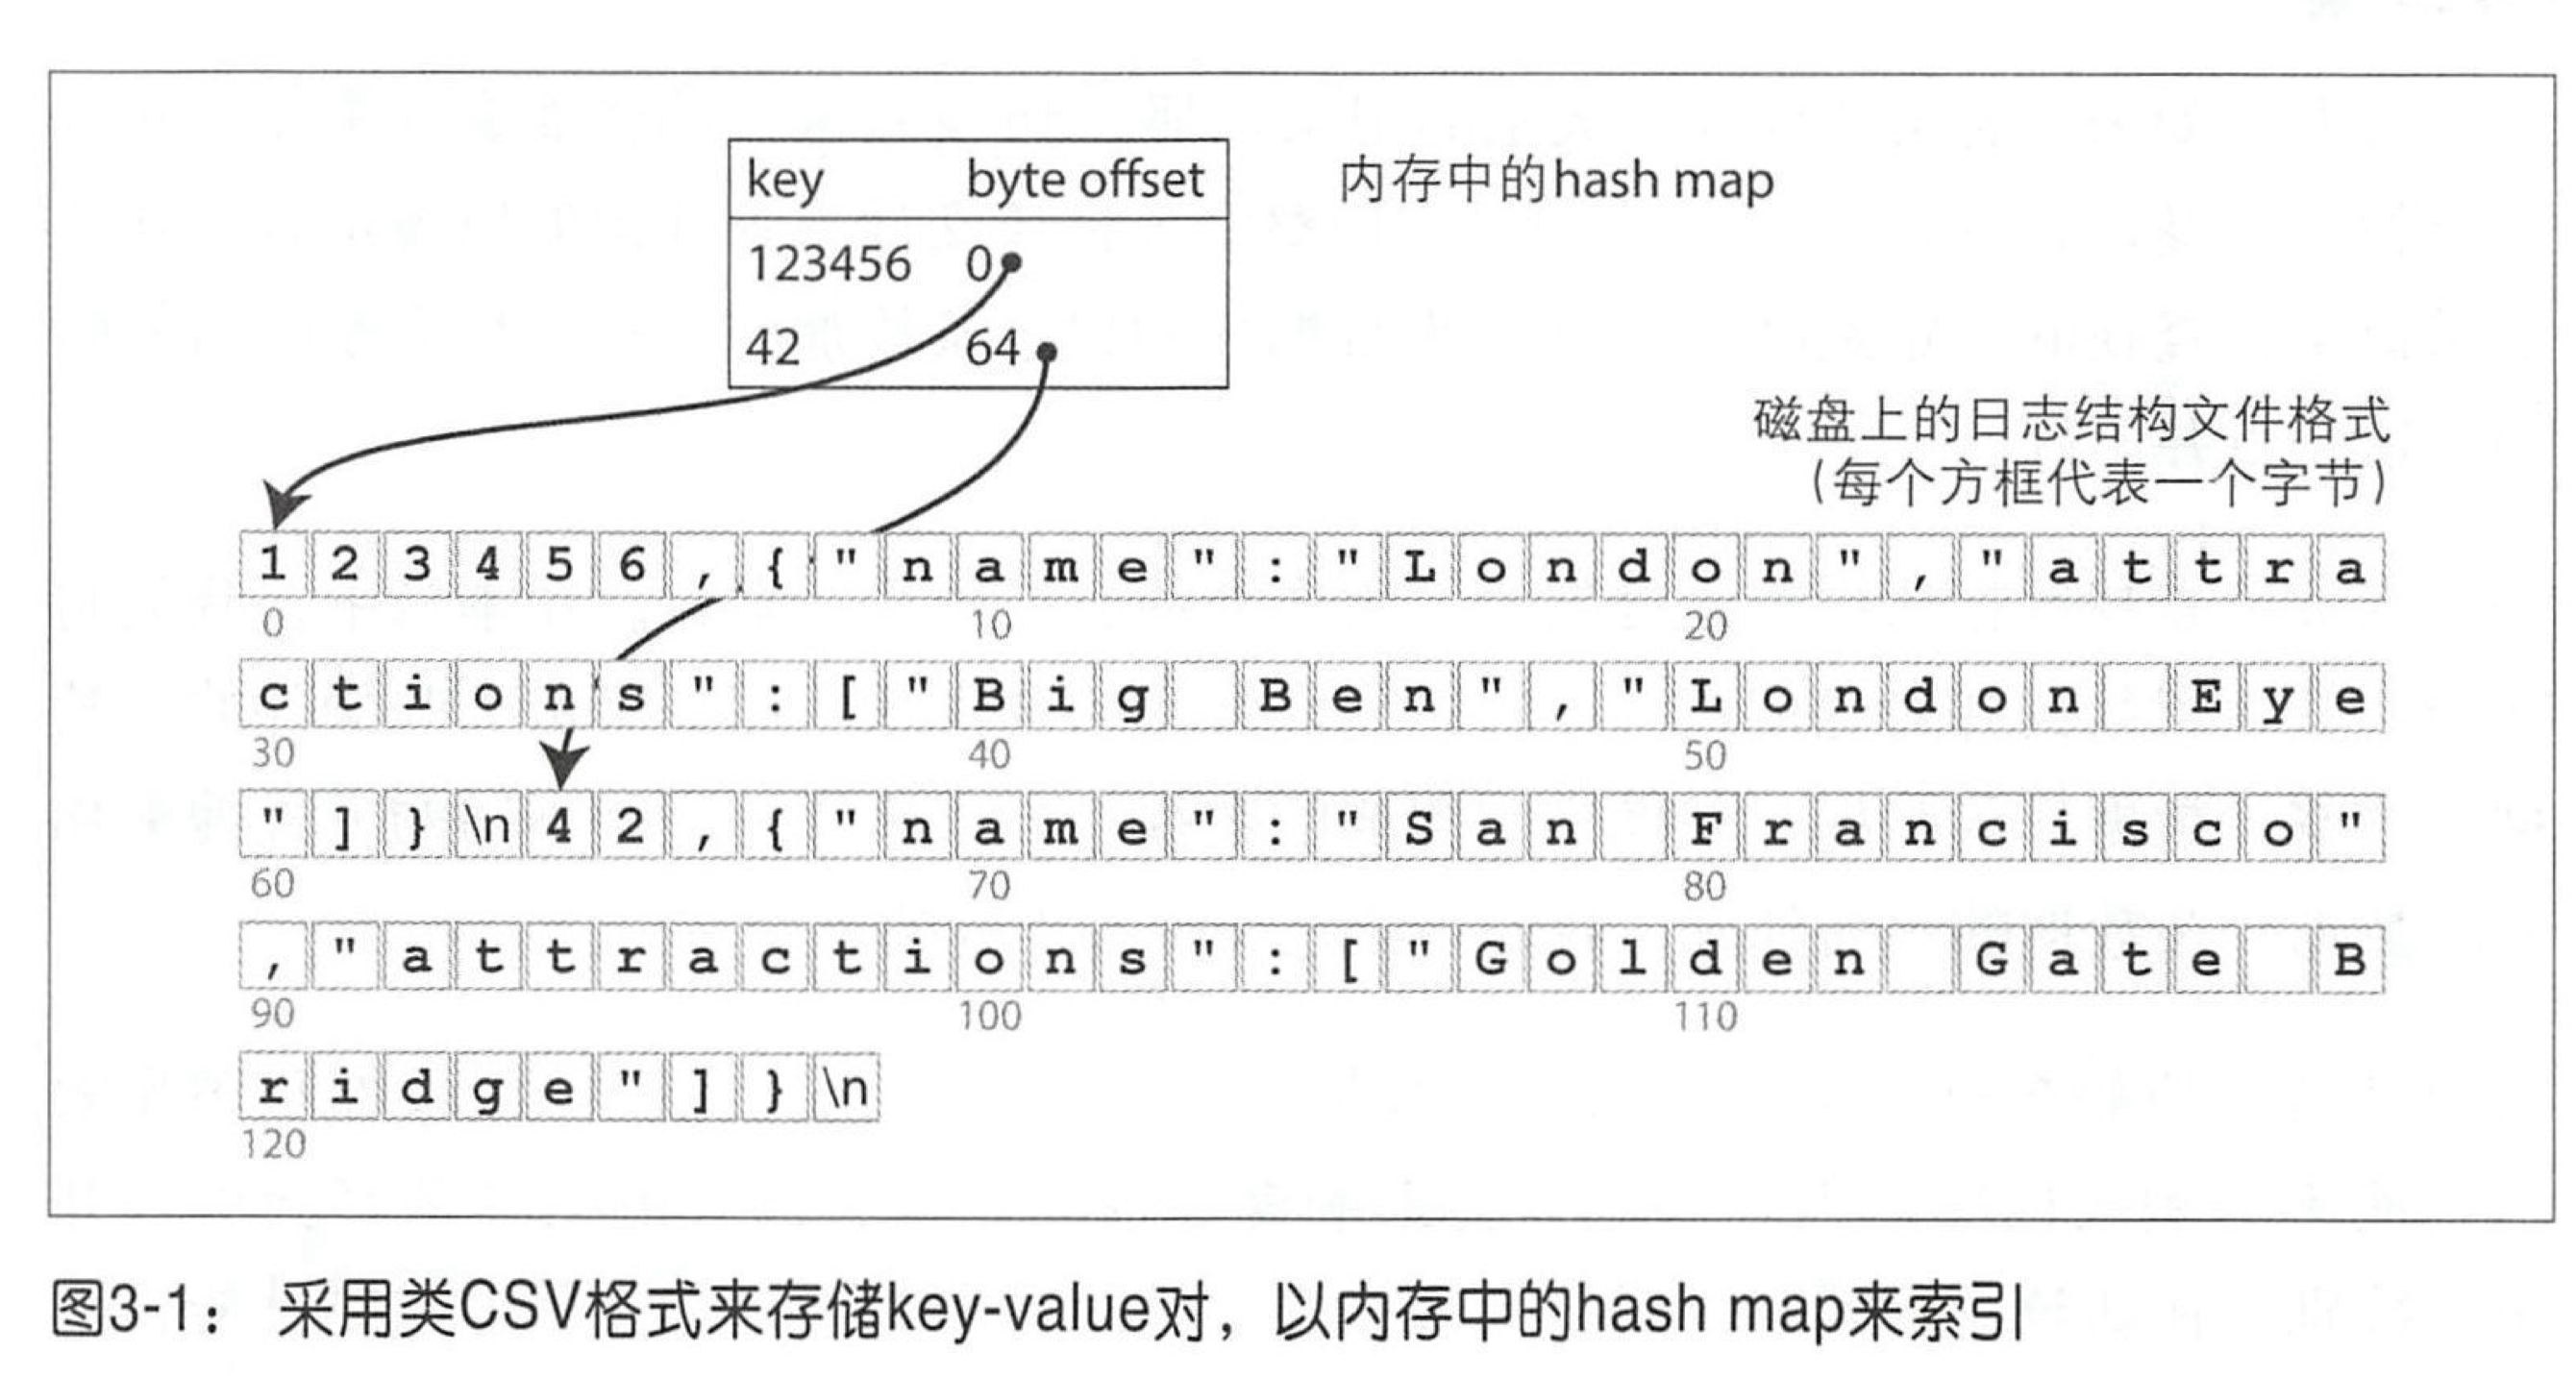 key byte offset 内存中的hash map
123456 0
42 64
磁盘上的日志结构文件格式
(每个方框代表一个字节)
1 2 3 4 5 6 , { " n a m e " : " L o n d o n " , " a t t r a
0 10 20
c t i o n s " : [ " B i g   B e n " , " L o n d o n   E y e
30 40 50
" ] } \n 4 2 , { " n a m e " : " S a n   F r a n c i s c o "
60 70 80
, " a t t r a c t i o n s " : [ " G o l d e n   G a t e   B
90 100 110
r i d g e " ] } \n
120
图3-1： 采用类CSV格式来存储key-value对，以内存中的hash map来索引